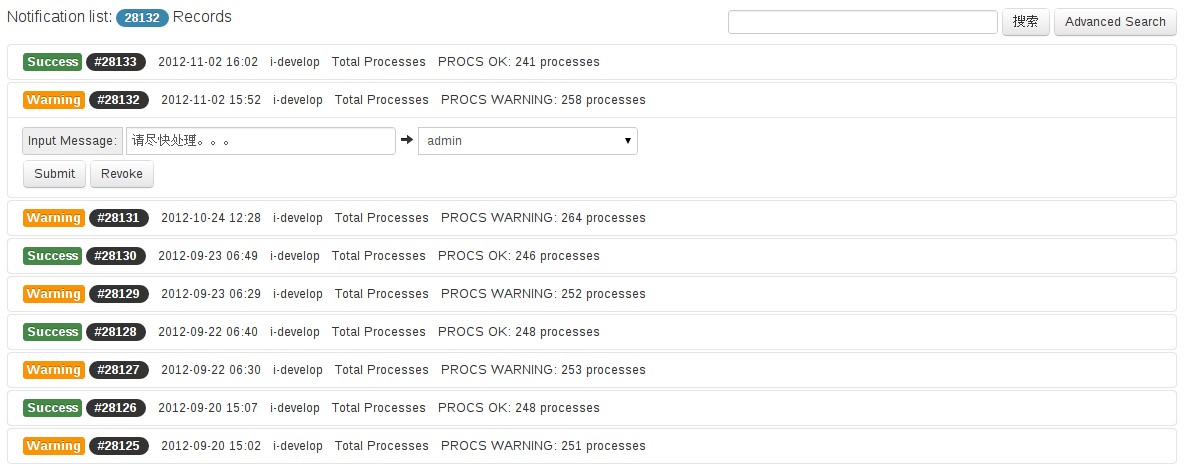 Notification list: 28132 Records 搜索 Advanced Search
Success #28133 2012-11-02 16:02 i-develop Total Processes PROCS OK: 241 processes
Warning #28132 2012-11-02 15:52 i-develop Total Processes PROCS WARNING: 258 processes
Input Message: 请尽快处理。。。 admin
Submit Revoke
Warning #28131 2012-10-24 12:28 i-develop Total Processes PROCS WARNING: 264 processes
Success #28130 2012-09-23 06:49 i-develop Total Processes PROCS OK: 246 processes
Warning #28129 2012-09-23 06:29 i-develop Total Processes PROCS WARNING: 252 processes
Success #28128 2012-09-22 06:40 i-develop Total Processes PROCS OK: 248 processes
Warning #28127 2012-09-22 06:30 i-develop Total Processes PROCS WARNING: 253 processes
Success #28126 2012-09-20 15:07 i-develop Total Processes PROCS OK: 248 processes
Warning #28125 2012-09-20 15:02 i-develop Total Processes PROCS WARNING: 251 processes